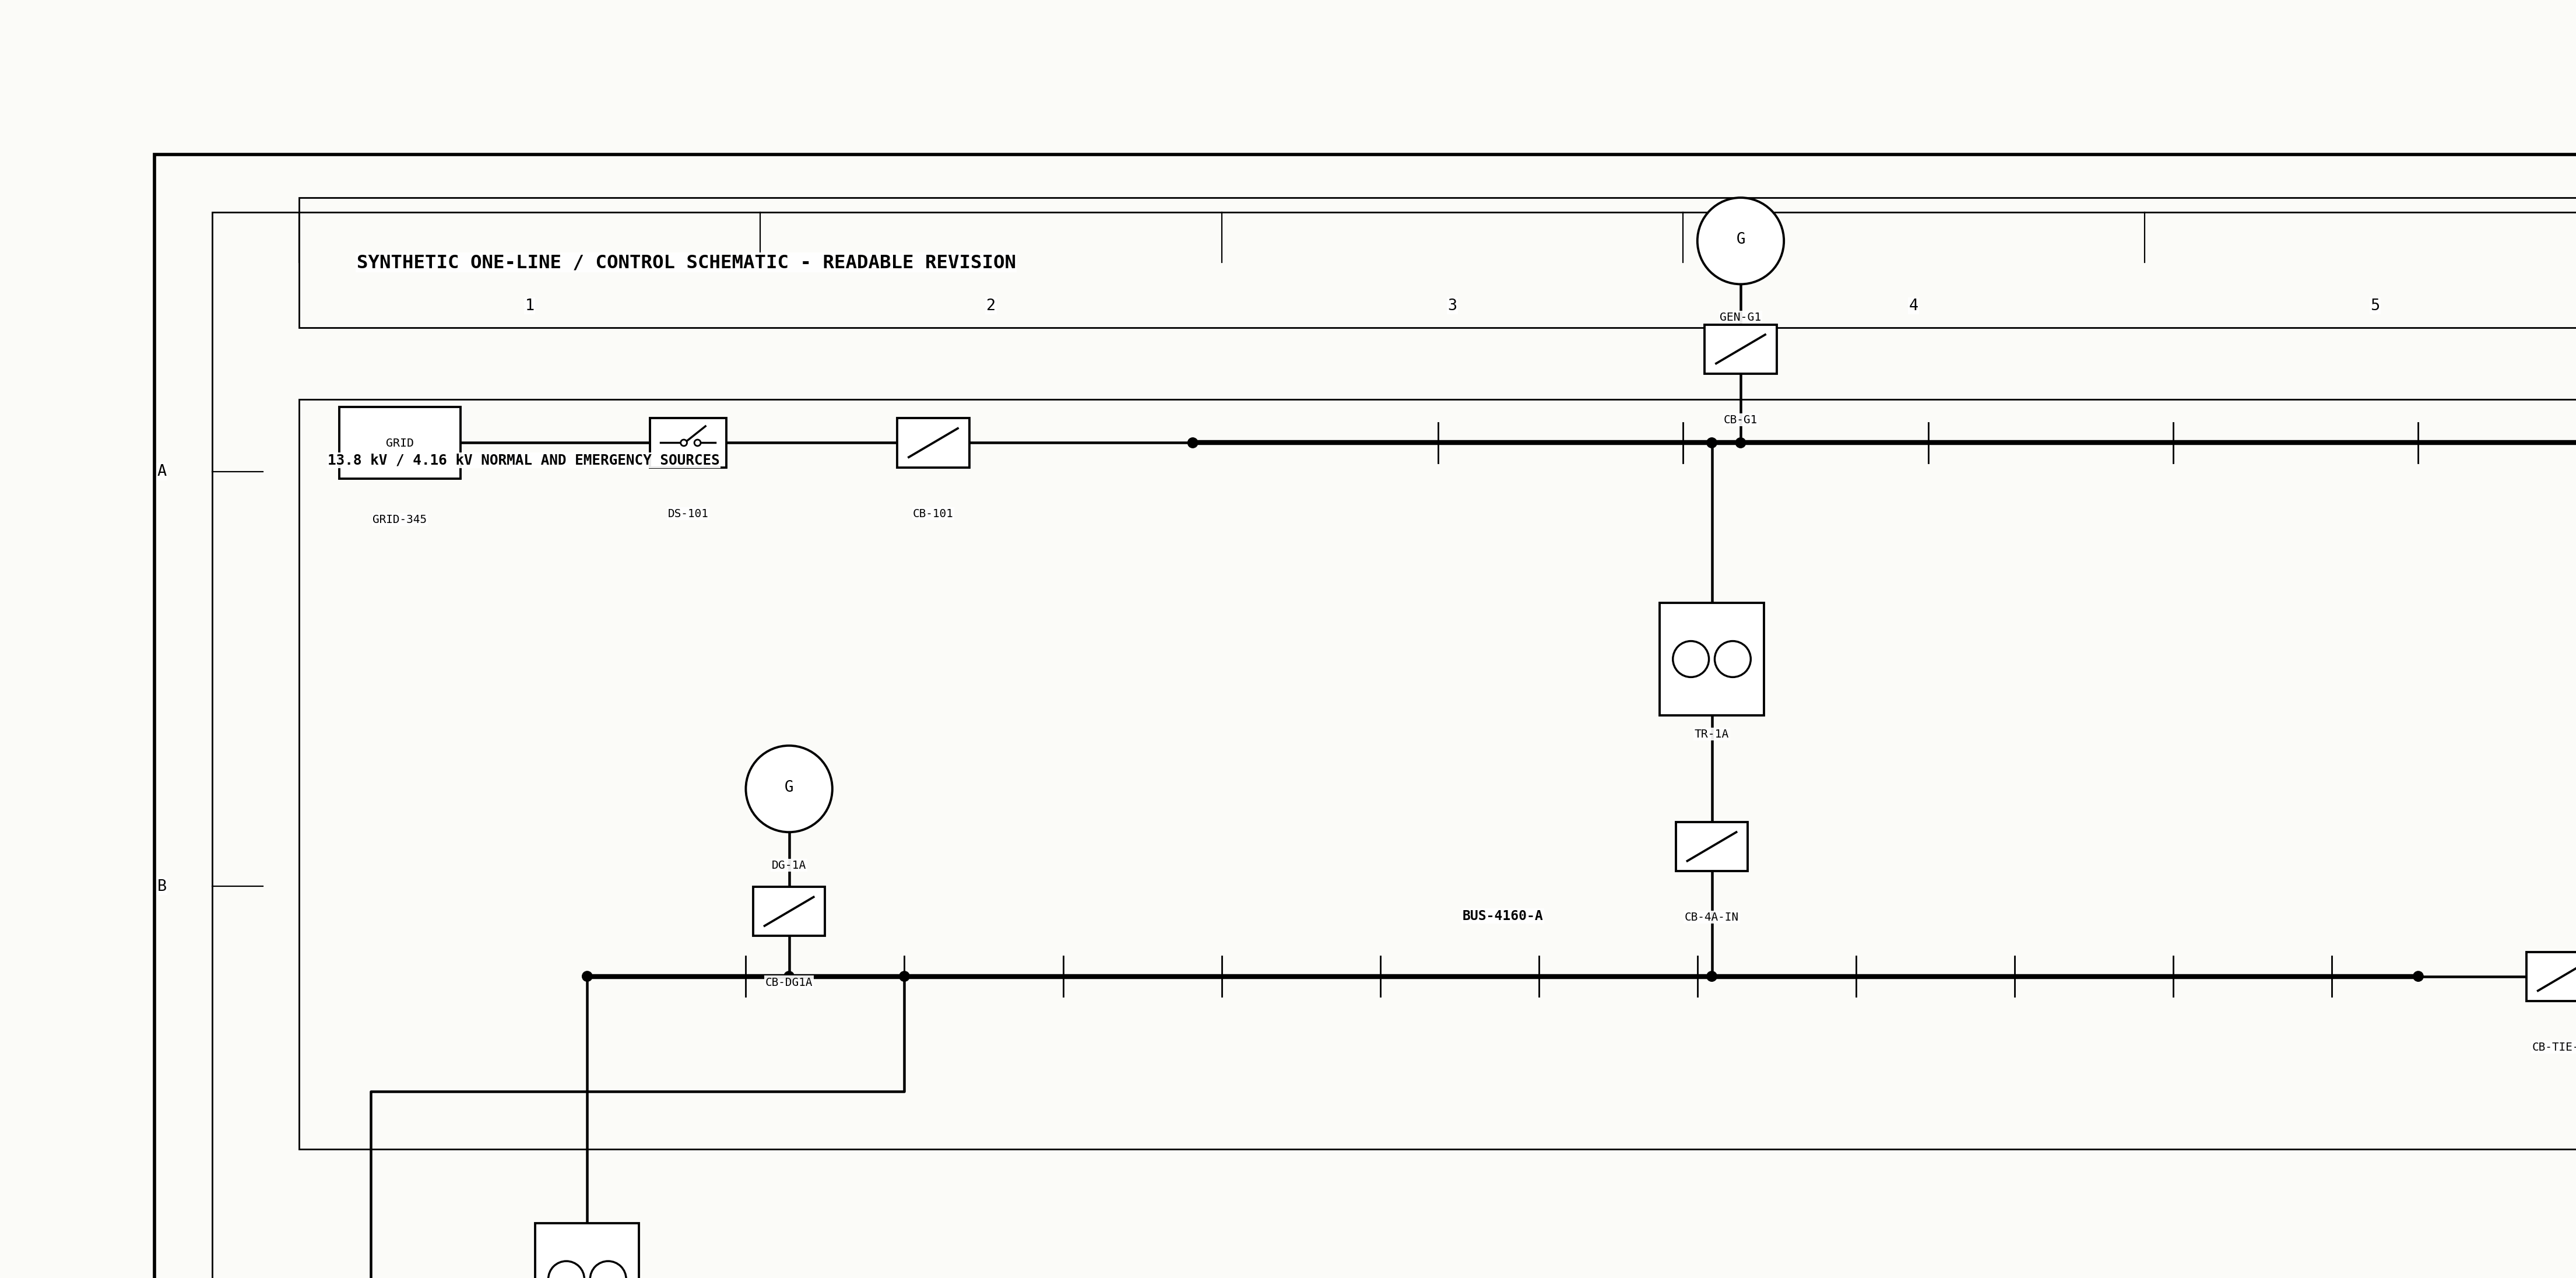 G
SYNTHETIC ONE-LINE / CONTROL SCHEMATIC - READABLE REVISION
1 2 3 4 5
GEN-G1
CB-G1
GRID
13.8 kV / 4.16 kV NORMAL AND EMERGENCY SOURCES
A
GRID-345
DS-101
CB-101
TR-1A
G
DG-1A
B
BUS-4160-A
CB-4A-IN
CB-DG1A
CB-TIE-